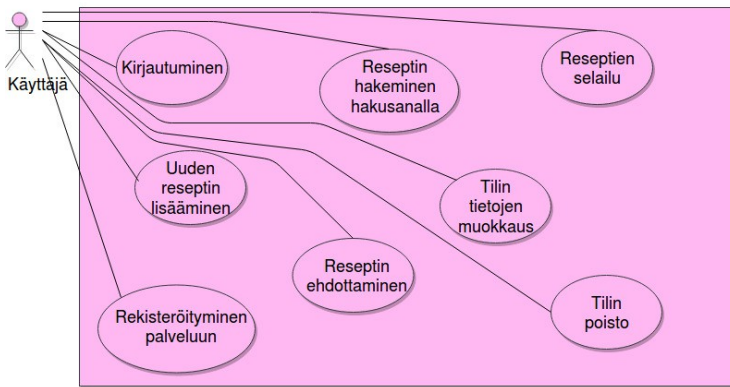 Käyttäjä
Kirjautuminen
Reseptin
hakeminen
hakusanalla
Reseptien
selailu
Uuden
reseptin
lisääminen
Tilin
tietojen
muokkaus
Reseptin
ehdottaminen
Rekisteröityminen
palveluun
Tilin
poisto